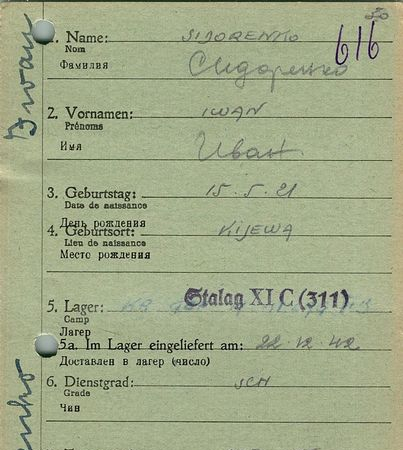 1. Name: SIDORENKO
Nom
Фамилия Сидоренко
616
2. Vornamen: IWAN
Prénoms
Имя Иван
3. Geburtstag: 15.5.21
Date de naissance
День рождения
4. Geburtsort: KIJEWA
Lieu de naissance
Место рождения
5. Lager: Stalag XI C (311)
Camp
Лагерь
5a. Im Lager eingeliefert am: 22.12.42
Доставлен в лагер (число)
6. Dienstgrad:
Grade
Чин